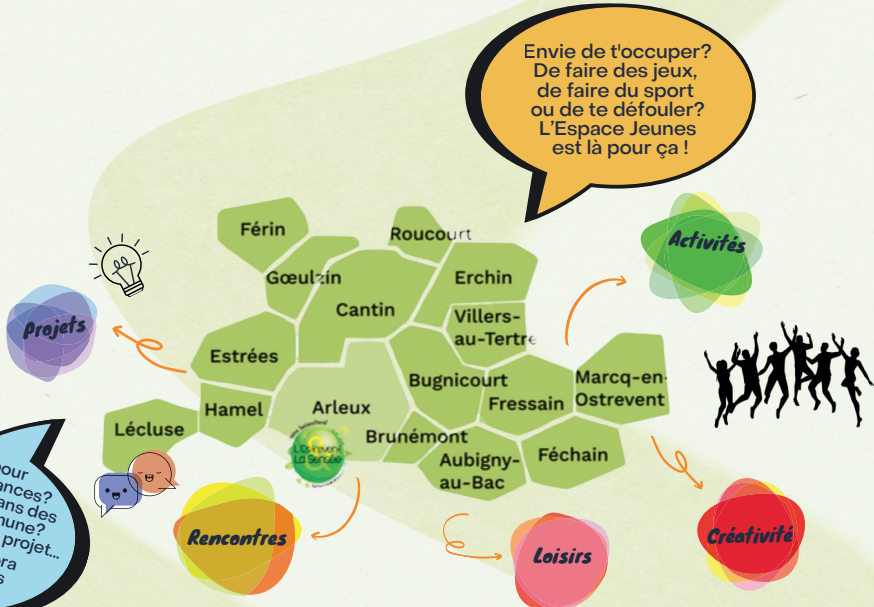 Envie de t'occuper?
De faire des jeux,
de faire du sport
ou de te défouler?
L'Espace Jeunes
est là pour ça !
Férin
Roucourt
Activités
Gœulzin
Erchin
Cantin
Villers-
au-Tertre
Projets
Estrées
Bugnicourt
Marcq-en-
Ostrevent
Fressain
Hamel
Arleux
Lécluse
Brunémont
Aubigny-
au-Bac
Féchain
L'Ostrevent
La Sensée
our
ances?
ans des
mune?
projet...
ra
s
Rencontres
Loisirs
Créativité